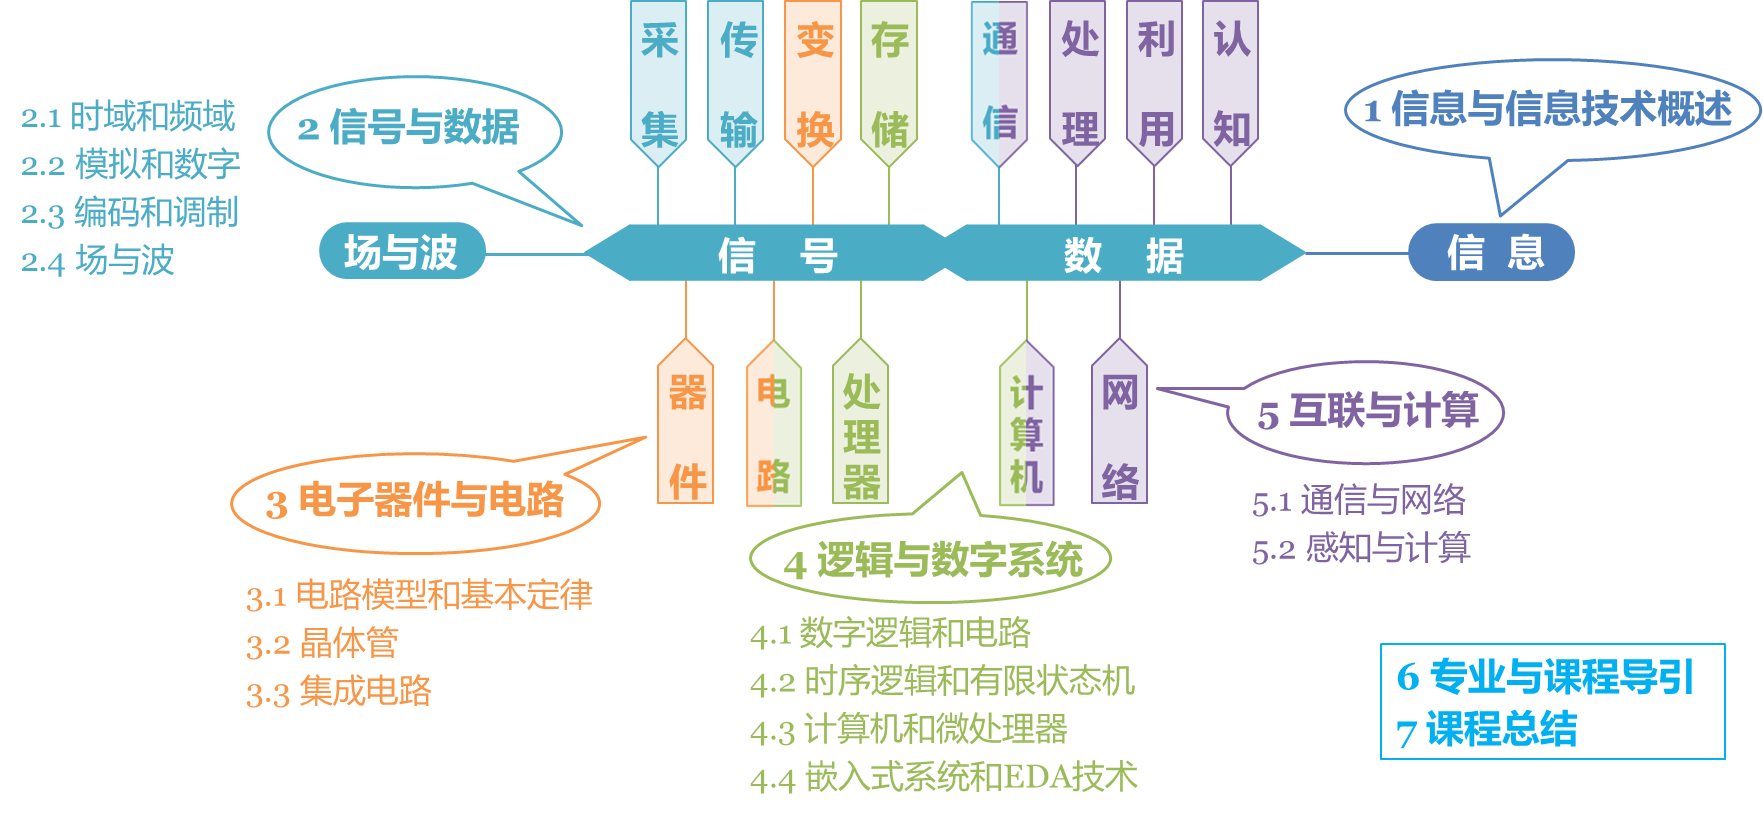 采集
传输
变换
存储
通信
处理
利用
认知
1 信息与信息技术概述
2 信号与数据
2.1 时域和频域
2.2 模拟和数字
2.3 编码和调制
2.4 场与波
场与波
信号
数据
信息
器件
电路
处理器
计算机
网络
5 互联与计算
5.1 通信与网络
5.2 感知与计算
3 电子器件与电路
3.1 电路模型和基本定律
3.2 晶体管
3.3 集成电路
4 逻辑与数字系统
4.1 数字逻辑和电路
4.2 时序逻辑和有限状态机
4.3 计算机和微处理器
4.4 嵌入式系统和EDA技术
6 专业与课程导引
7 课程总结